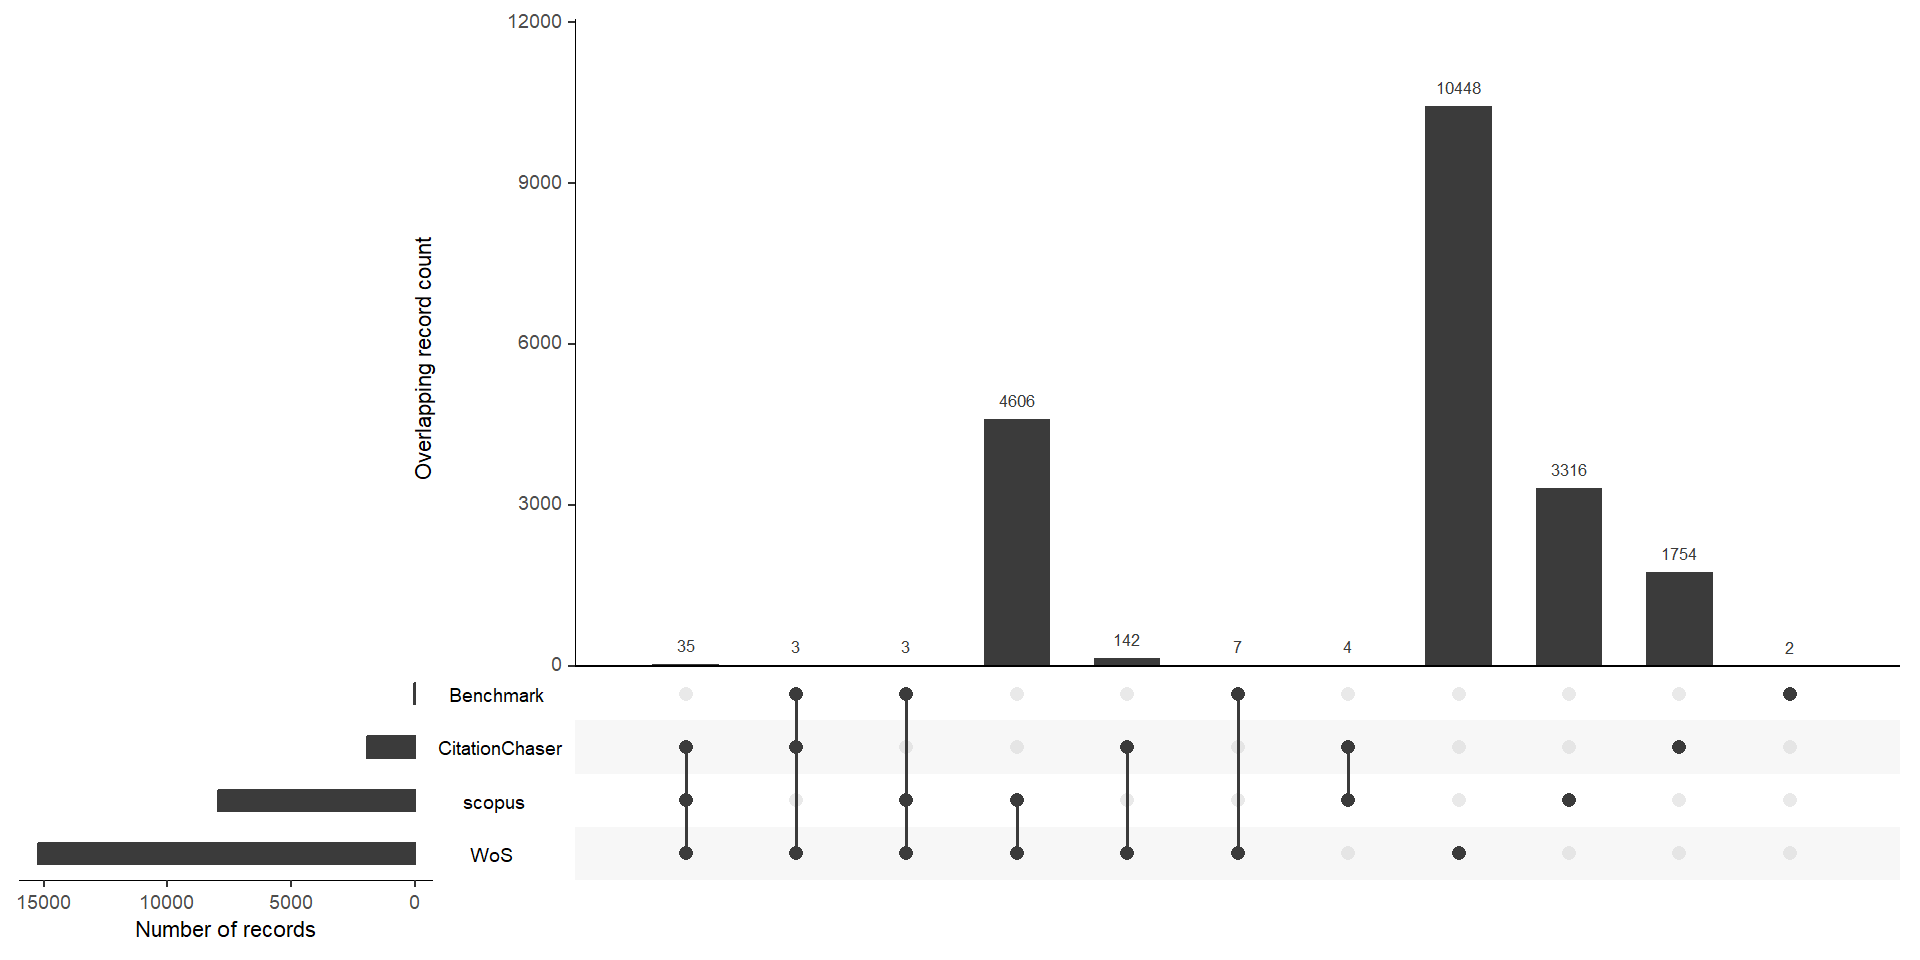 12000
9000
6000
3000
0
Overlapping record count
10448
4606
3316
1754
35
3
3
142
7
4
2
Benchmark
CitationChaser
scopus
WoS
15000 10000 5000 0
Number of records